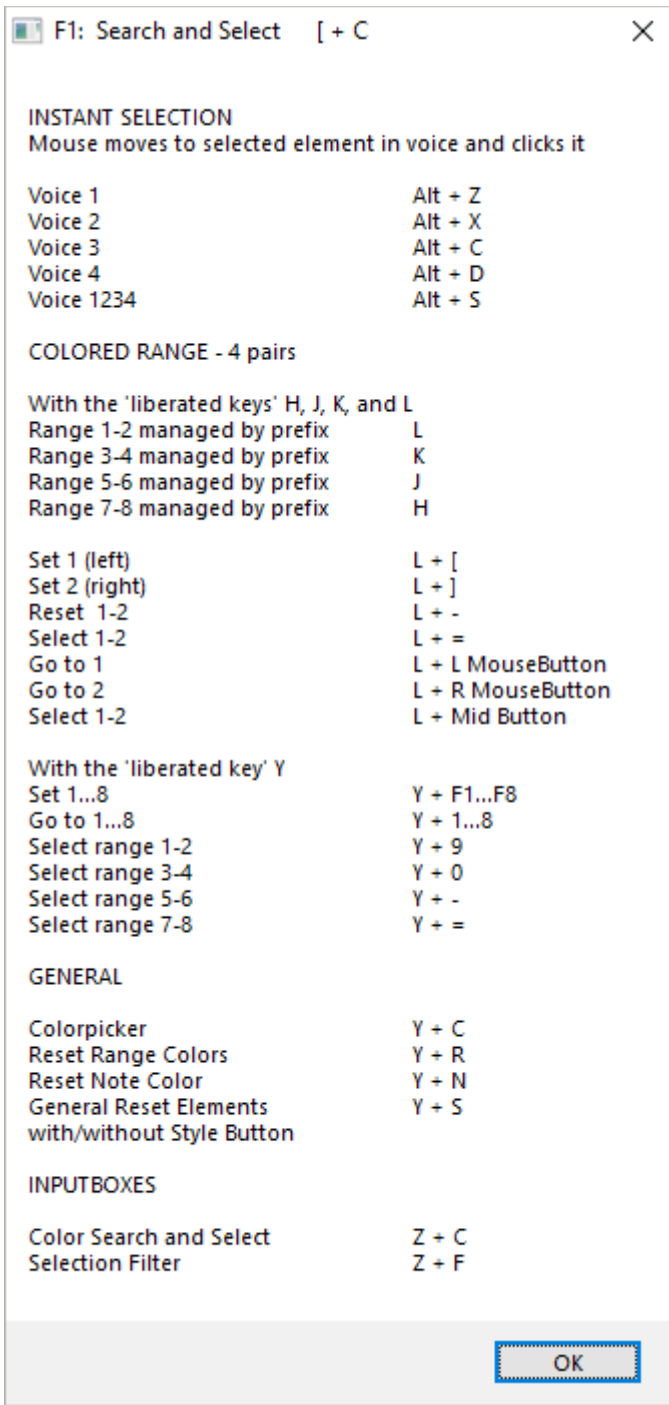 F1: Search and Select [ + C
INSTANT SELECTION
Mouse moves to selected element in voice and clicks it
Voice 1 Alt + Z
Voice 2 Alt + X
Voice 3 Alt + C
Voice 4 Alt + D
Voice 1234 Alt + S
COLORED RANGE - 4 pairs
With the 'liberated keys' H, J, K, and L
Range 1-2 managed by prefix L
Range 3-4 managed by prefix K
Range 5-6 managed by prefix J
Range 7-8 managed by prefix H
Set 1 (left) L + [
Set 2 (right) L + ]
Reset 1-2 L + -
Select 1-2 L + =
Go to 1 L + L MouseButton
Go to 2 L + R MouseButton
Select 1-2 L + Mid Button
With the 'liberated key' Y
Set 1...8 Y + F1...F8
Go to 1...8 Y + 1...8
Select range 1-2 Y + 9
Select range 3-4 Y + 0
Select range 5-6 Y + -
Select range 7-8 Y + =
GENERAL
Colorpicker Y + C
Reset Range Colors Y + R
Reset Note Color Y + N
General Reset Elements Y + S
with/without Style Button
INPUTBOXES
Color Search and Select Z + C
Selection Filter Z + F
OK